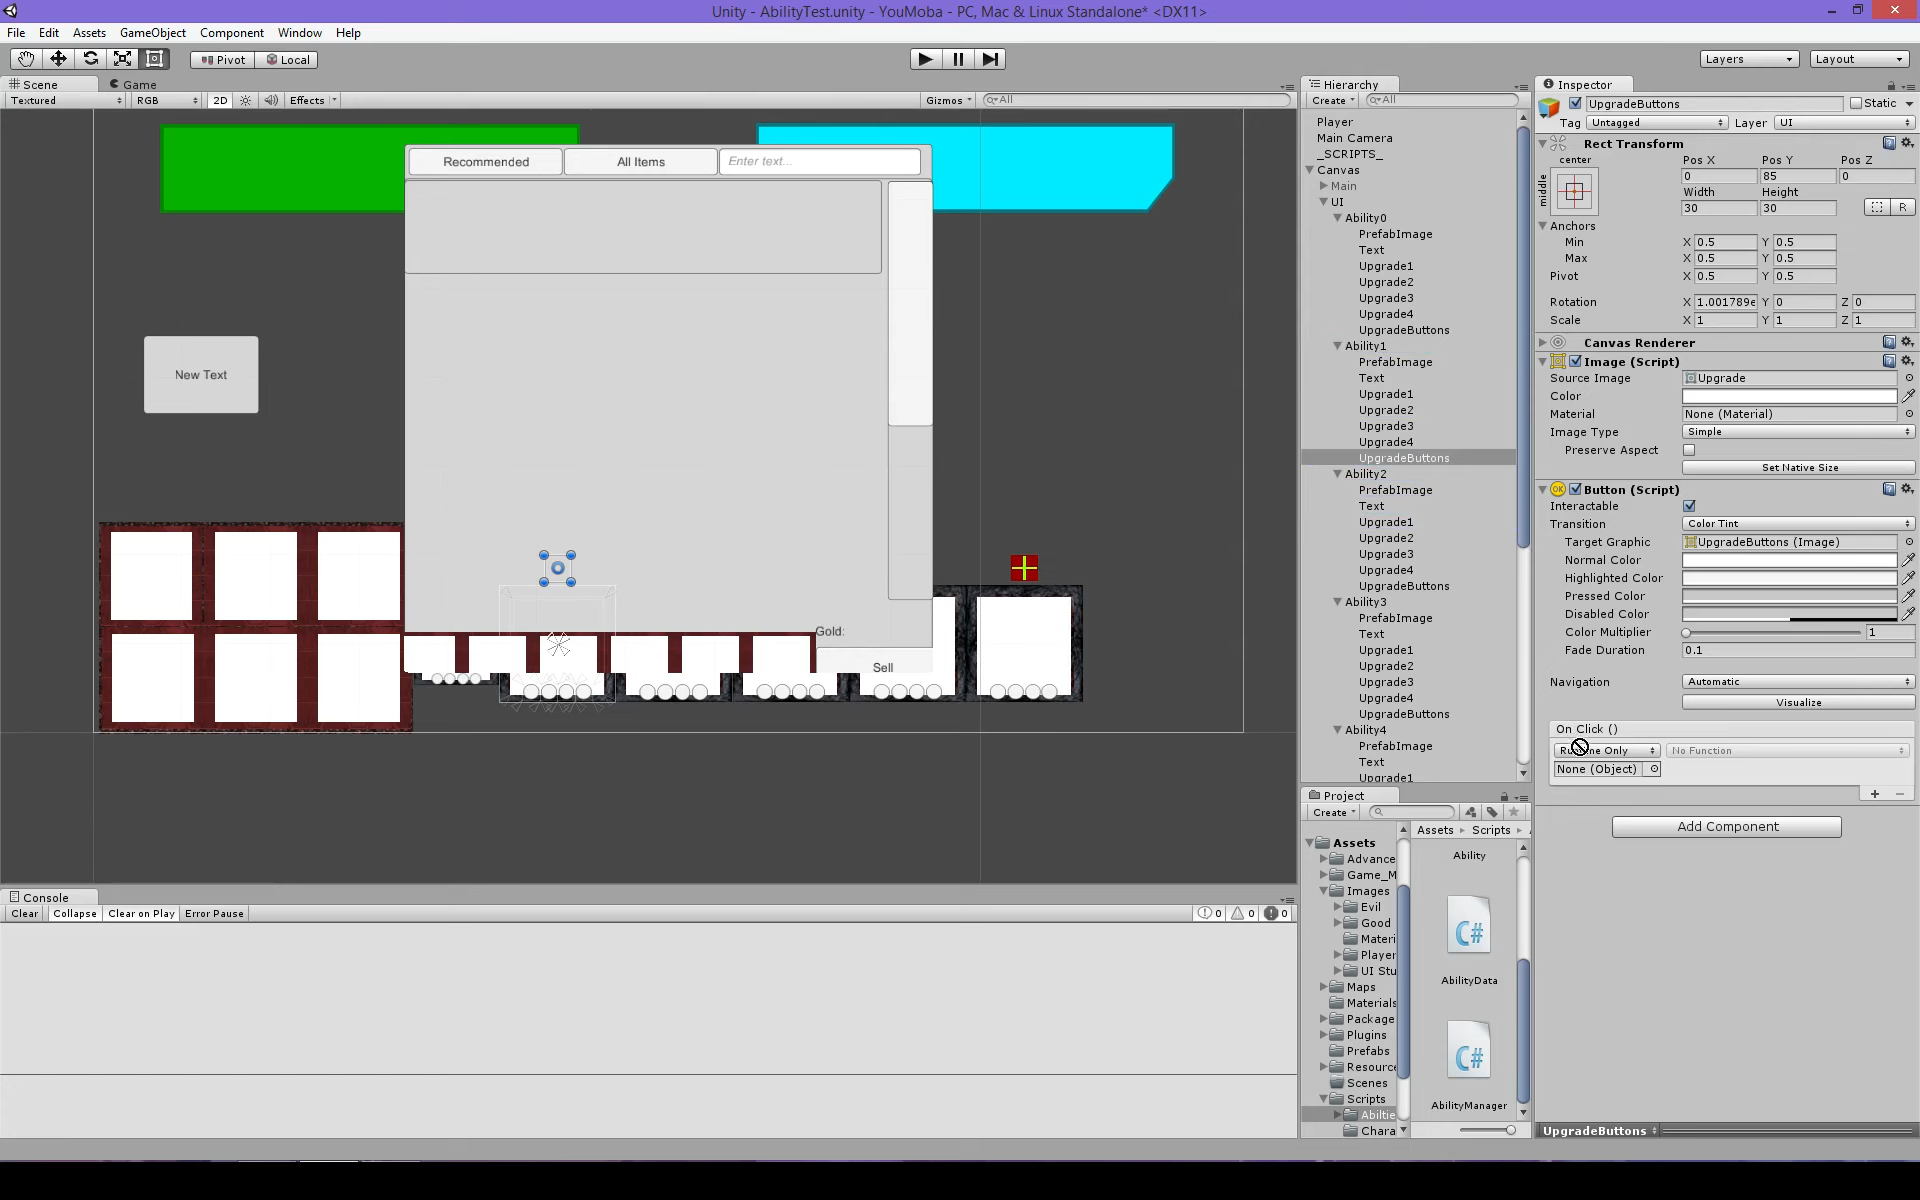 Unity - AbilityTest.unity - YouMoba - PC, Mac & Linux Standalone* <DX11>
File Edit Assets GameObject Component Window Help
Pivot Local Layers Layout
Scene Game
Textured RGB 2D Effects Gizmos All
Recommended All Items Enter text...
New Text
Gold:
Sell
Console
Clear Collapse Clear on Play Error Pause 0 0 0
Hierarchy
Create All
Player
Main Camera
_SCRIPTS_
Canvas
Main
UI
Ability0
PrefabImage
Text
Upgrade1
Upgrade2
Upgrade3
Upgrade4
UpgradeButtons
Ability1
PrefabImage
Text
Upgrade1
Upgrade2
Upgrade3
Upgrade4
UpgradeButtons
Ability2
PrefabImage
Text
Upgrade1
Upgrade2
Upgrade3
Upgrade4
UpgradeButtons
Ability3
PrefabImage
Text
Upgrade1
Upgrade2
Upgrade3
Upgrade4
UpgradeButtons
Ability4
PrefabImage
Text
Upgrade1
Project
Create
Assets
Advance
Game_M
Images
Evil
Good
Materi
Player
UI Stu
Maps
Materials
Package
Plugins
Prefabs
Resource
Scenes
Scripts
Abiltie
Chara
Assets Scripts
Ability
C#
AbilityData
C#
AbilityManager
Inspector
UpgradeButtons Static
Tag Untagged Layer UI
Rect Transform
center Pos X Pos Y Pos Z
middle 0 85 0
Width Height
30 30 R
Anchors
Min X 0.5 Y 0.5
Max X 0.5 Y 0.5
Pivot X 0.5 Y 0.5
Rotation X 1.001789e Y 0 Z 0
Scale X 1 Y 1 Z 1
Canvas Renderer
Image (Script)
Source Image Upgrade
Color
Material None (Material)
Image Type Simple
Preserve Aspect
Set Native Size
OK Button (Script)
Interactable
Transition Color Tint
Target Graphic UpgradeButtons (Image)
Normal Color
Highlighted Color
Pressed Color
Disabled Color
Color Multiplier 1
Fade Duration 0.1
Navigation Automatic
Visualize
On Click ()
Only No Function
None (Object)
Add Component
UpgradeButtons